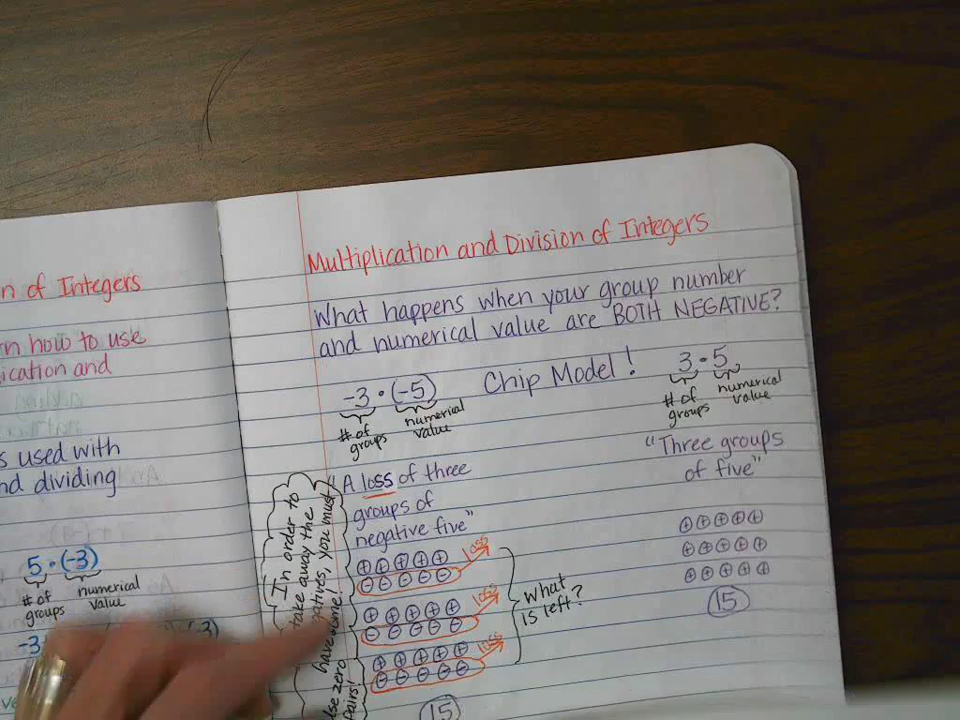 n of Integers
n how to use
ication and
s used with
nd dividing
5 • (-3)
# of groups
numerical value
-3
Multiplication and Division of Integers
What happens when your group number
and numerical value are BOTH NEGATIVE?
-3 • (-5)
# of groups
numerical value
Chip Model!
3 • 5
# of groups
numerical value
"A loss of three
groups of
negative five"
In order to
take away the
you must
have
zero
Pairs!
+ + + + +
- - - - -
loss
+ + + + +
- - - - -
loss
+ + + + +
- - - - -
loss
What
is left?
15
"Three groups
of five"
+ + + + +
+ + + + +
+ + + + +
15